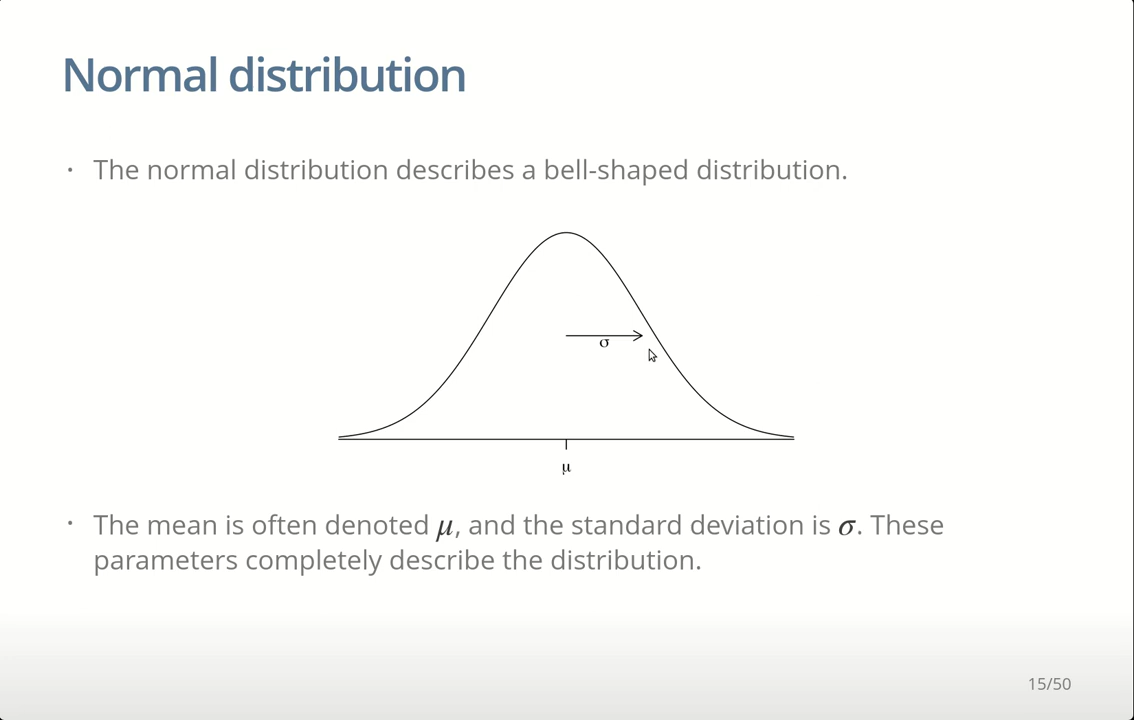 Normal distribution
· The normal distribution describes a bell-shaped distribution.
σ
μ
· The mean is often denoted μ, and the standard deviation is σ. These
parameters completely describe the distribution.
15/50